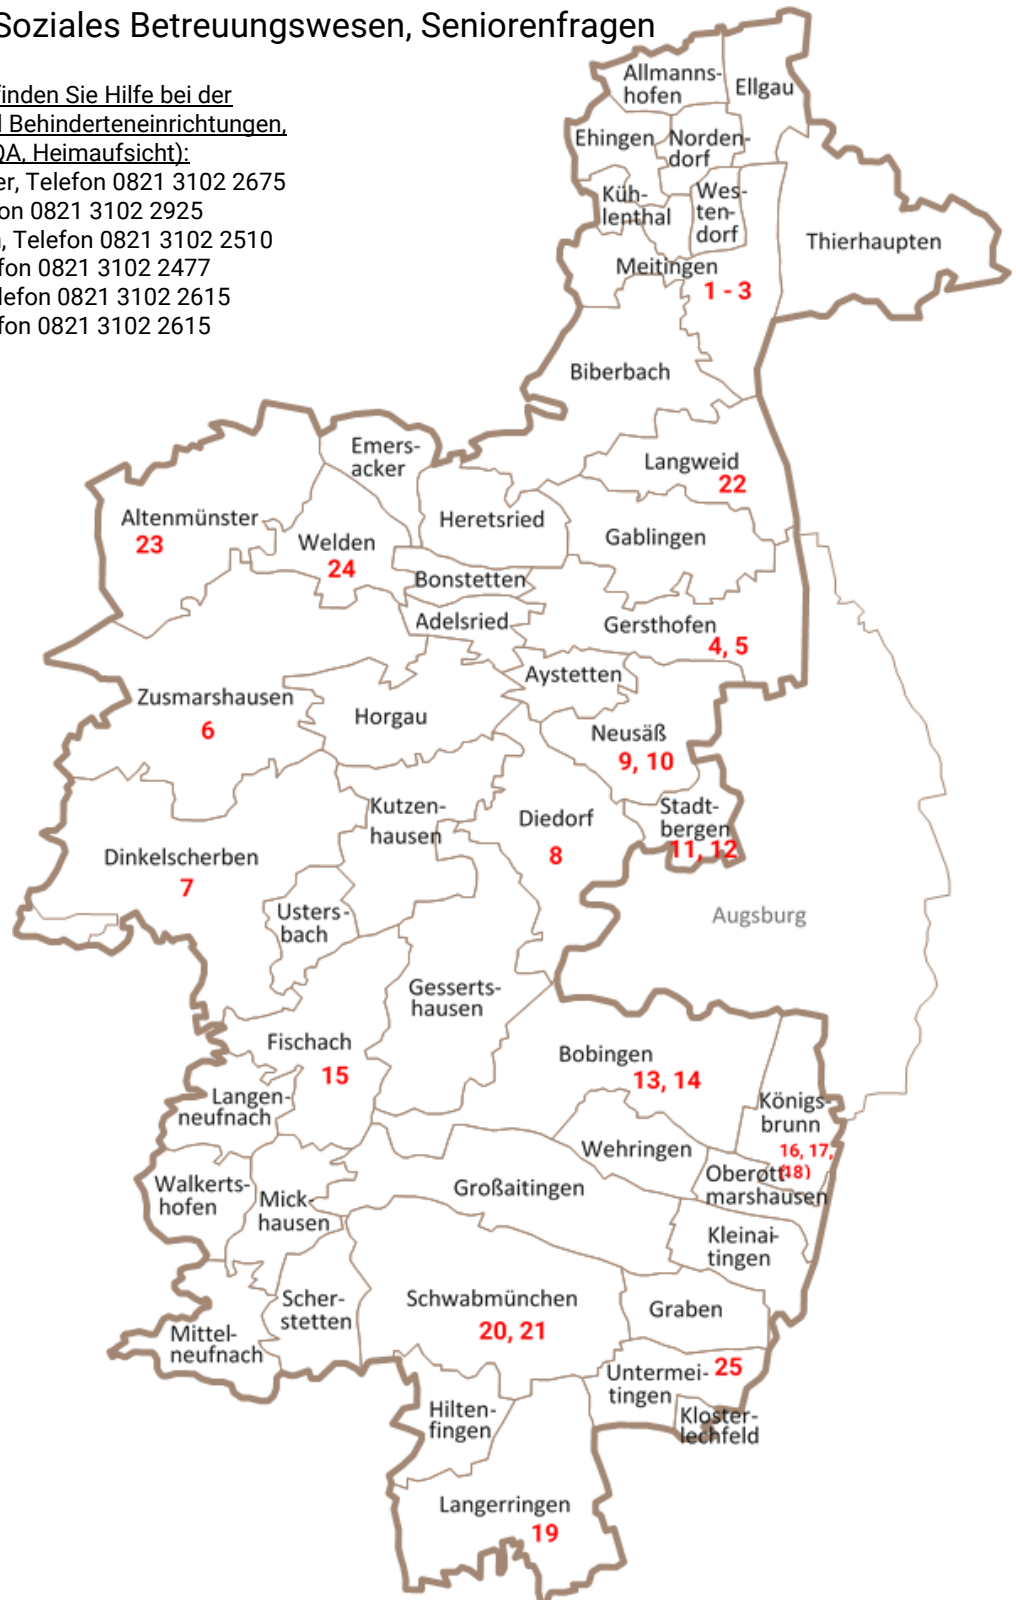 Soziales Betreuungswesen, Seniorenfragen
finden Sie Hilfe bei der
Behinderteneinrichtungen,
QA, Heimaufsicht):
er, Telefon 0821 3102 2675
on 0821 3102 2925
, Telefon 0821 3102 2510
fon 0821 3102 2477
lefon 0821 3102 2615
fon 0821 3102 2615
Allmanns-
hofen
Ellgau
Ehingen
Norden-
dorf
Küh-
lenthal
Wes-
ten-
dorf
Thierhaupten
Meitingen
1 - 3
Biberbach
Emers-
acker
Langweid
22
Altenmünster
23
Heretsried
Welden
24
Gablingen
Bonstetten
Adelsried
Gersthofen
4, 5
Aystetten
Zusmarshausen
6
Horgau
Neusäß
9, 10
Kutzen-
hausen
Diedorf
8
Stadt-
bergen
11, 12
Dinkelscherben
7
Usters-
bach
Augsburg
Gesserts-
hausen
Fischach
15
Bobingen
13, 14
Langen-
neufnach
Königs-
brunn
16, 17,
(18)
Wehringen
Oberott-
marshausen
Walkerts-
hofen
Mick-
hausen
Großaitingen
Kleinai-
tingen
Scher-
stetten
Schwabmünchen
20, 21
Graben
Mittel-
neufnach
Untermei-
tingen
25
Hilten-
fingen
Kloster-
lechfeld
Langerringen
19